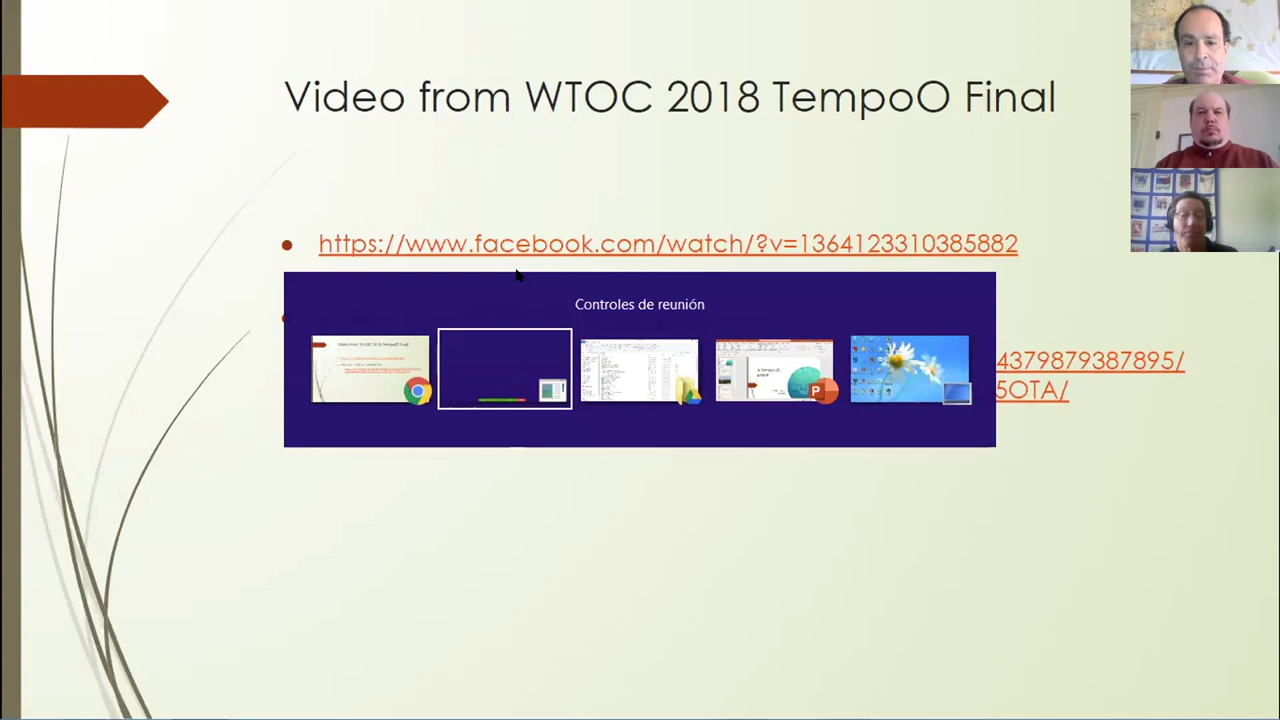 Video from WTOC 2018 TempoO Final
https://www.facebook.com/watch/?v=1364123310385882
Controles de reunión
4379879387895/
5OTA/